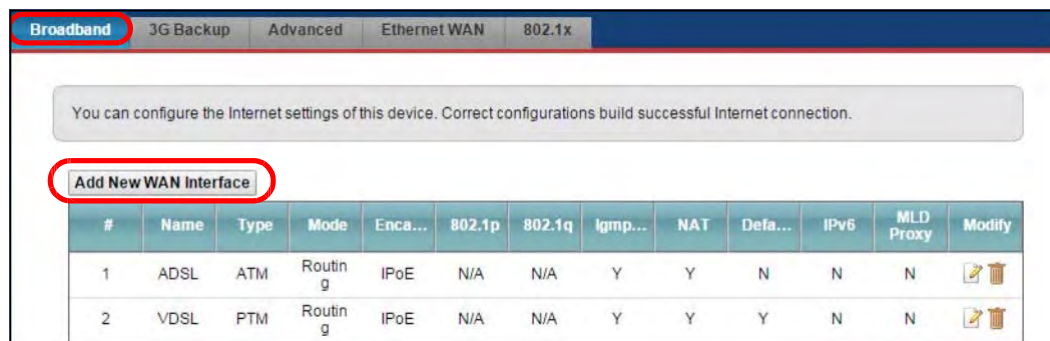 Broadband 3G Backup Advanced Ethernet WAN 802.1x
You can configure the Internet settings of this device. Correct configurations build successful Internet connection.
Add New WAN Interface
# Name Type Mode Enca... 802.1p 802.1q Igmp... NAT Defa... IPv6 MLD Proxy Modify
1 ADSL ATM Routing IPoE N/A N/A Y Y N N N
2 VDSL PTM Routing IPoE N/A N/A Y Y Y N N